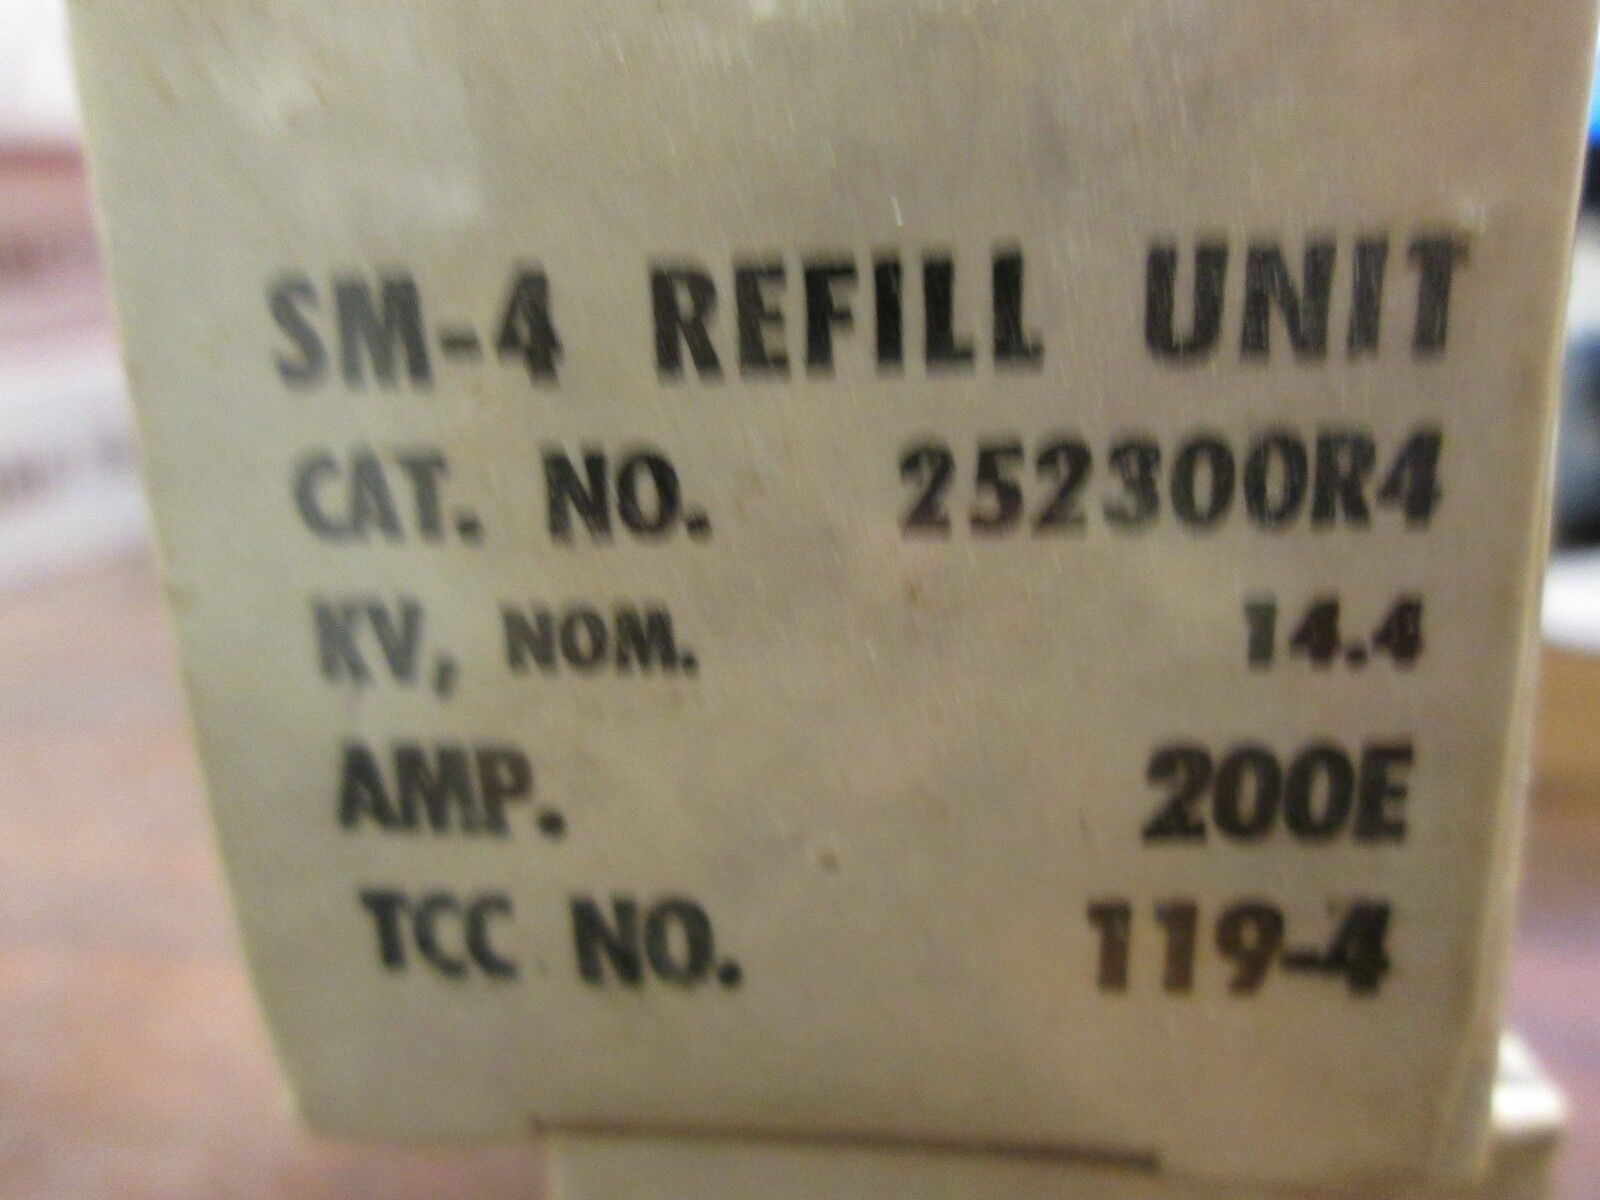 SM-4 REFILL UNIT
CAT. NO. 252300R4
KV, NOM. 14.4
AMP. 200E
TCC NO. 119-4